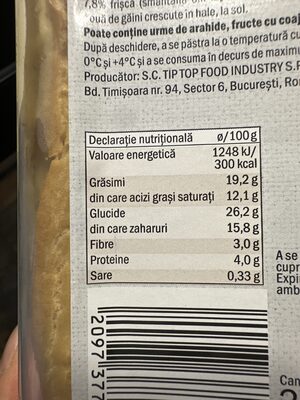 7,8% frișcă (smântână
ouă de găini crescute în hale, la sol.
Poate conține urme de arahide, fructe cu coaj
După deschidere, a se păstra la o temperatură cu
0°C și +4°C și a se consuma în decurs de maximu
Producător: S.C. TIP TOP FOOD INDUSTRY S.R
Bd. Timișoara nr. 94, Sector 6, București, Ro
Declarație nutrițională ø/100g
Valoare energetică 1248 kJ/
300 kcal
Grăsimi 19,2 g
din care acizi grași saturați 12,1 g
Glucide 26,2 g
din care zaharuri 15,8 g
Fibre 3,0 g
Proteine 4,0 g
Sare 0,33 g
A se
cupr
Expi
amb
Can
2097377